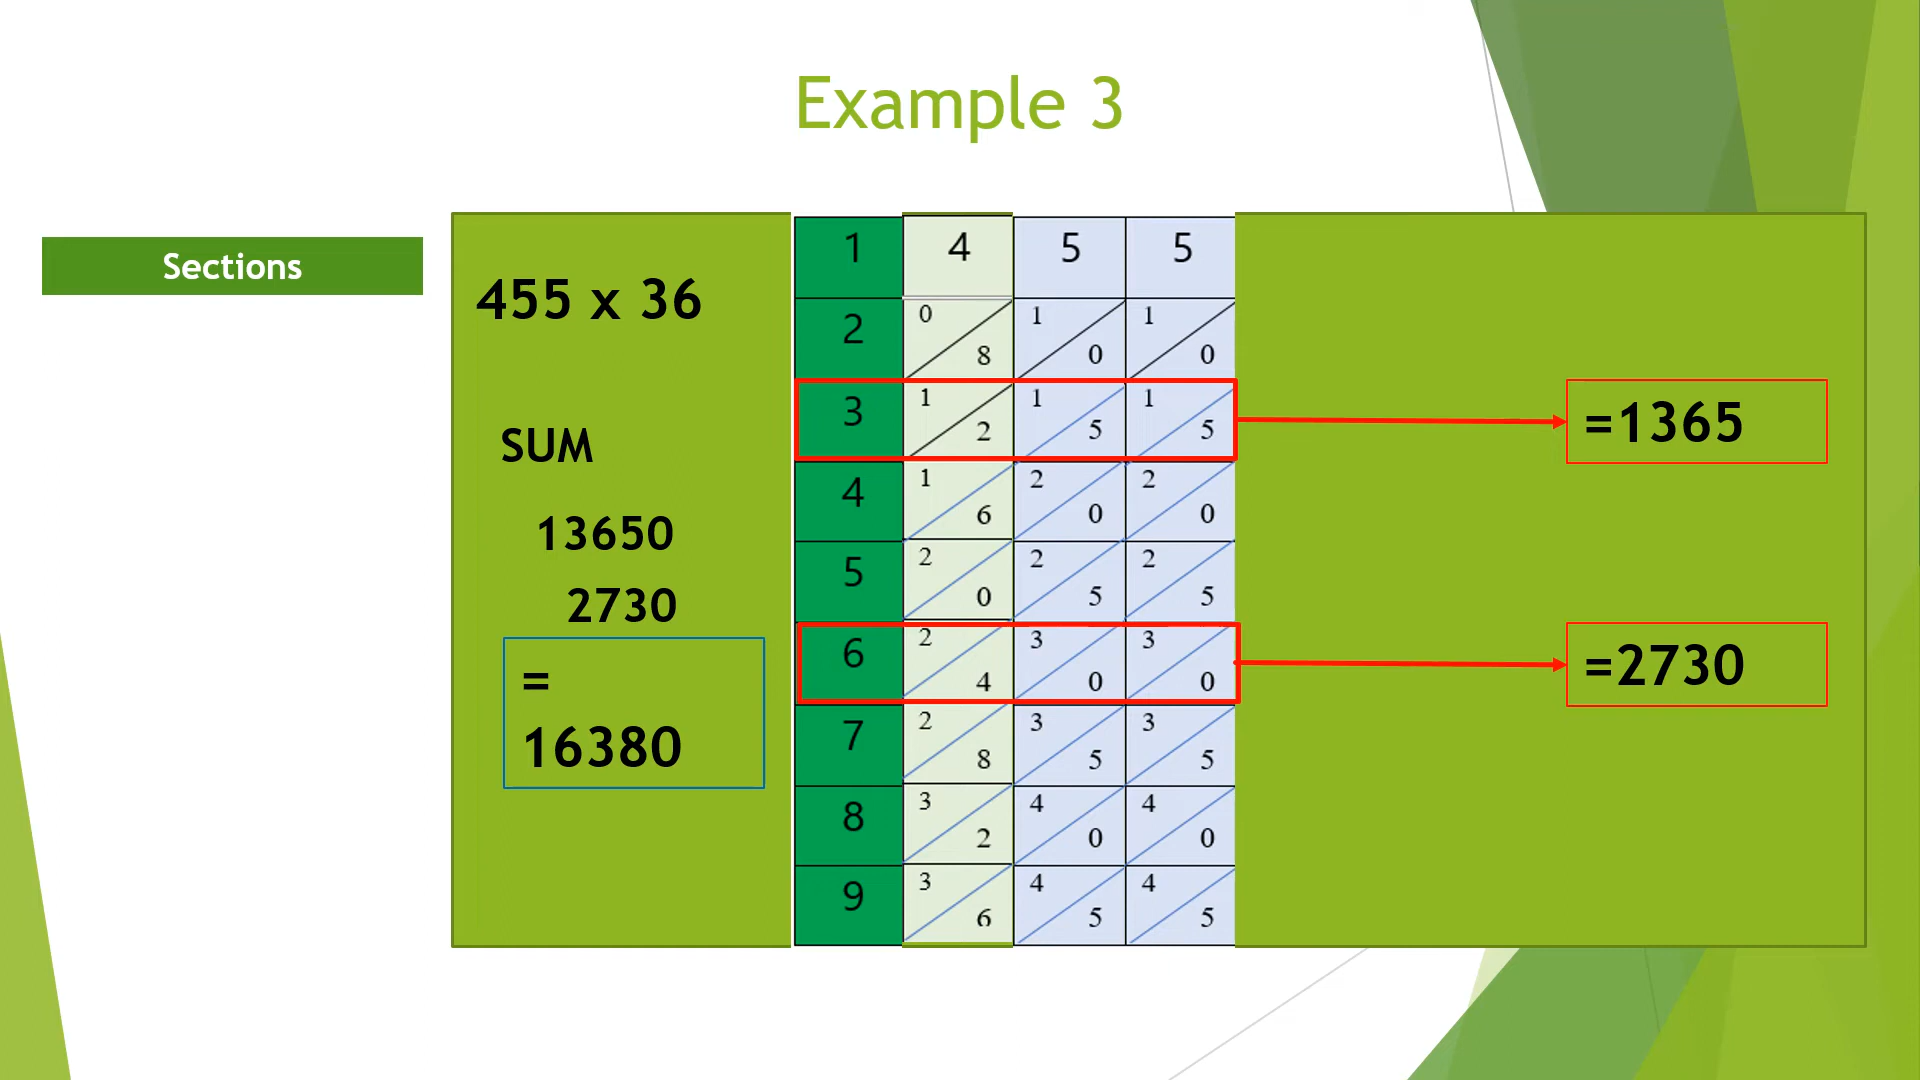 Example 3
Sections
455 x 36
SUM
13650
2730
=
16380
1 4 5 5
2 0 8 1 0 1 0
3 1 2 1 5 1 5
4 1 6 2 0 2 0
5 2 0 2 5 2 5
6 2 4 3 0 3 0
7 2 8 3 5 3 5
8 3 2 4 0 4 0
9 3 6 4 5 4 5
=1365
=2730